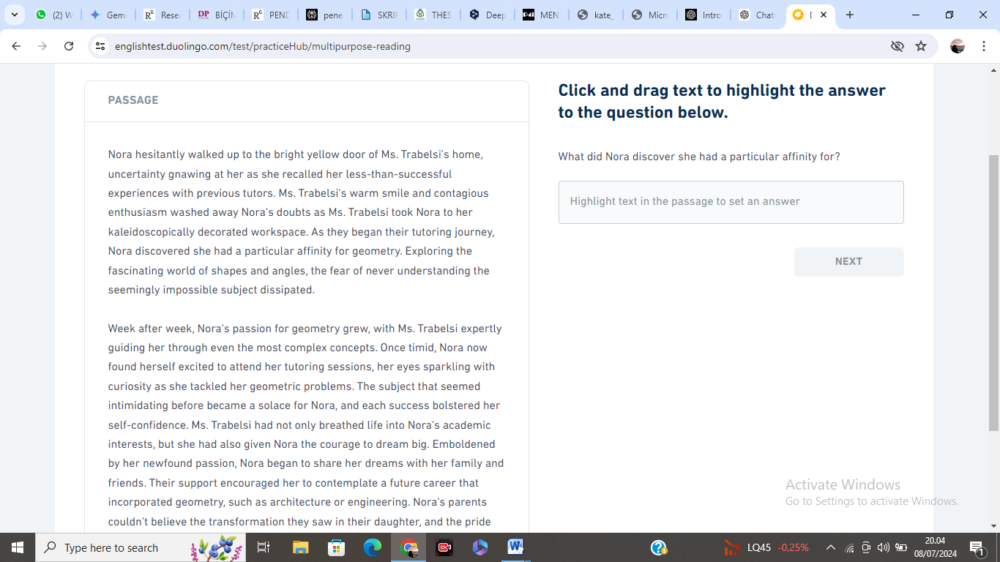 (2) W
Gemi
Rese
BİÇİN
PEND
pene
SKRIF
THES
Deep
MEN
kate_
Micro
Intro
Chat
englishtest.duolingo.com/test/practiceHub/multipurpose-reading
PASSAGE
Nora hesitantly walked up to the bright yellow door of Ms. Trabelsi's home,
uncertainty gnawing at her as she recalled her less-than-successful
experiences with previous tutors. Ms. Trabelsi's warm smile and contagious
enthusiasm washed away Nora's doubts as Ms. Trabelsi took Nora to her
kaleidoscopically decorated workspace. As they began their tutoring journey,
Nora discovered she had a particular affinity for geometry. Exploring the
fascinating world of shapes and angles, the fear of never understanding the
seemingly impossible subject dissipated.
Week after week, Nora's passion for geometry grew, with Ms. Trabelsi expertly
guiding her through even the most complex concepts. Once timid, Nora now
found herself excited to attend her tutoring sessions, her eyes sparkling with
curiosity as she tackled her geometric problems. The subject that seemed
intimidating before became a solace for Nora, and each success bolstered her
self-confidence. Ms. Trabelsi had not only breathed life into Nora's academic
interests, but she had also given Nora the courage to dream big. Emboldened
by her newfound passion, Nora began to share her dreams with her family and
friends. Their support encouraged her to contemplate a future career that
incorporated geometry, such as architecture or engineering. Nora's parents
couldn't believe the transformation they saw in their daughter, and the pride
Click and drag text to highlight the answer
to the question below.
What did Nora discover she had a particular affinity for?
Highlight text in the passage to set an answer
NEXT
Activate Windows
Go to Settings to activate Windows.
Type here to search
LQ45 -0,25%
20.04
08/07/2024
1